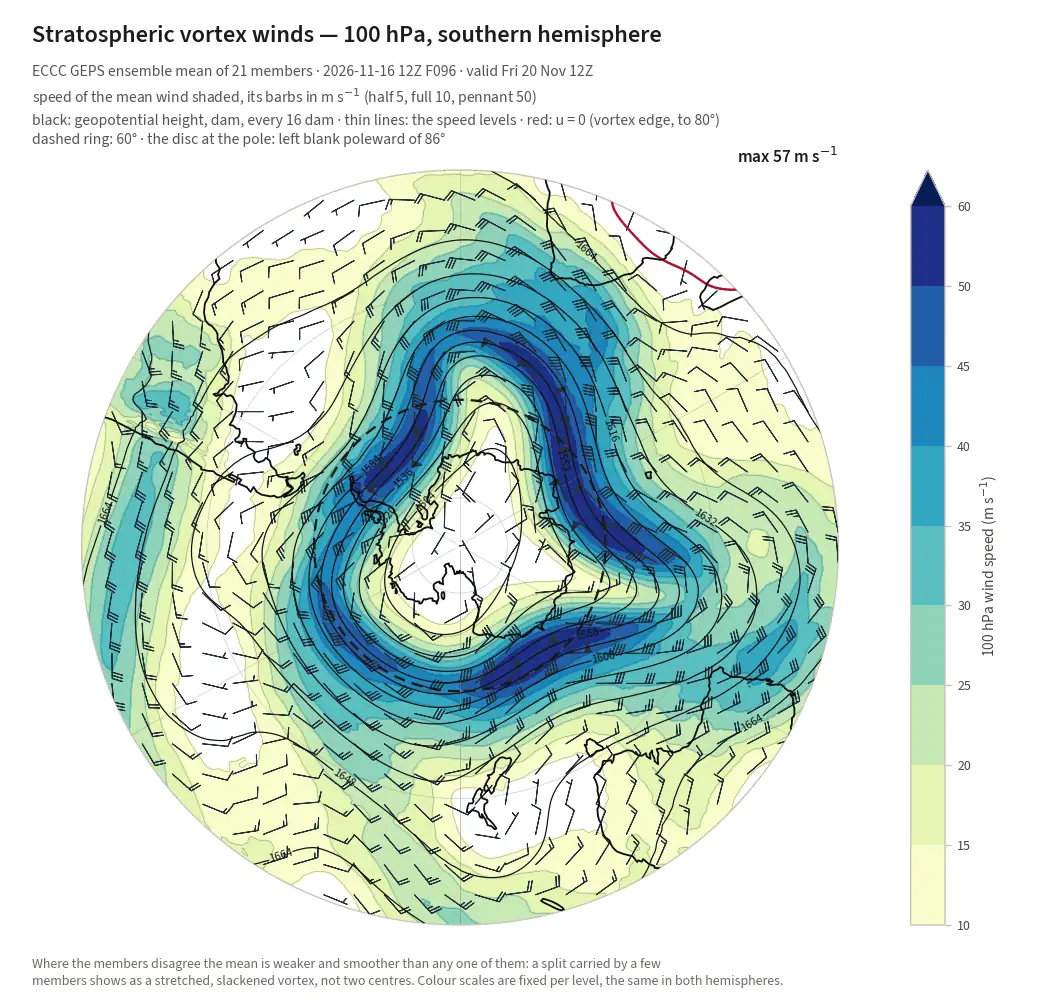 Stratospheric vortex winds — 100 hPa, southern hemisphere
ECCC GEPS ensemble mean of 21 members · 2026-11-16 12Z F096 · valid Fri 20 Nov 12Z
speed of the mean wind shaded, its barbs in m s⁻¹ (half 5, full 10, pennant 50)
black: geopotential height, dam, every 16 dam · thin lines: the speed levels · red: u = 0 (vortex edge, to 80°)
dashed ring: 60° · the disc at the pole: left blank poleward of 86°
max 57 m s⁻¹
60
50
45
40
35
30
25
20
15
10
100 hPa wind speed (m s⁻¹)
1664
1616
1552
1584
1536
1664
1632
1568
1600
1664
1648
1664
Where the members disagree the mean is weaker and smoother than any one of them: a split carried by a few
members shows as a stretched, slackened vortex, not two centres. Colour scales are fixed per level, the same in both hemispheres.